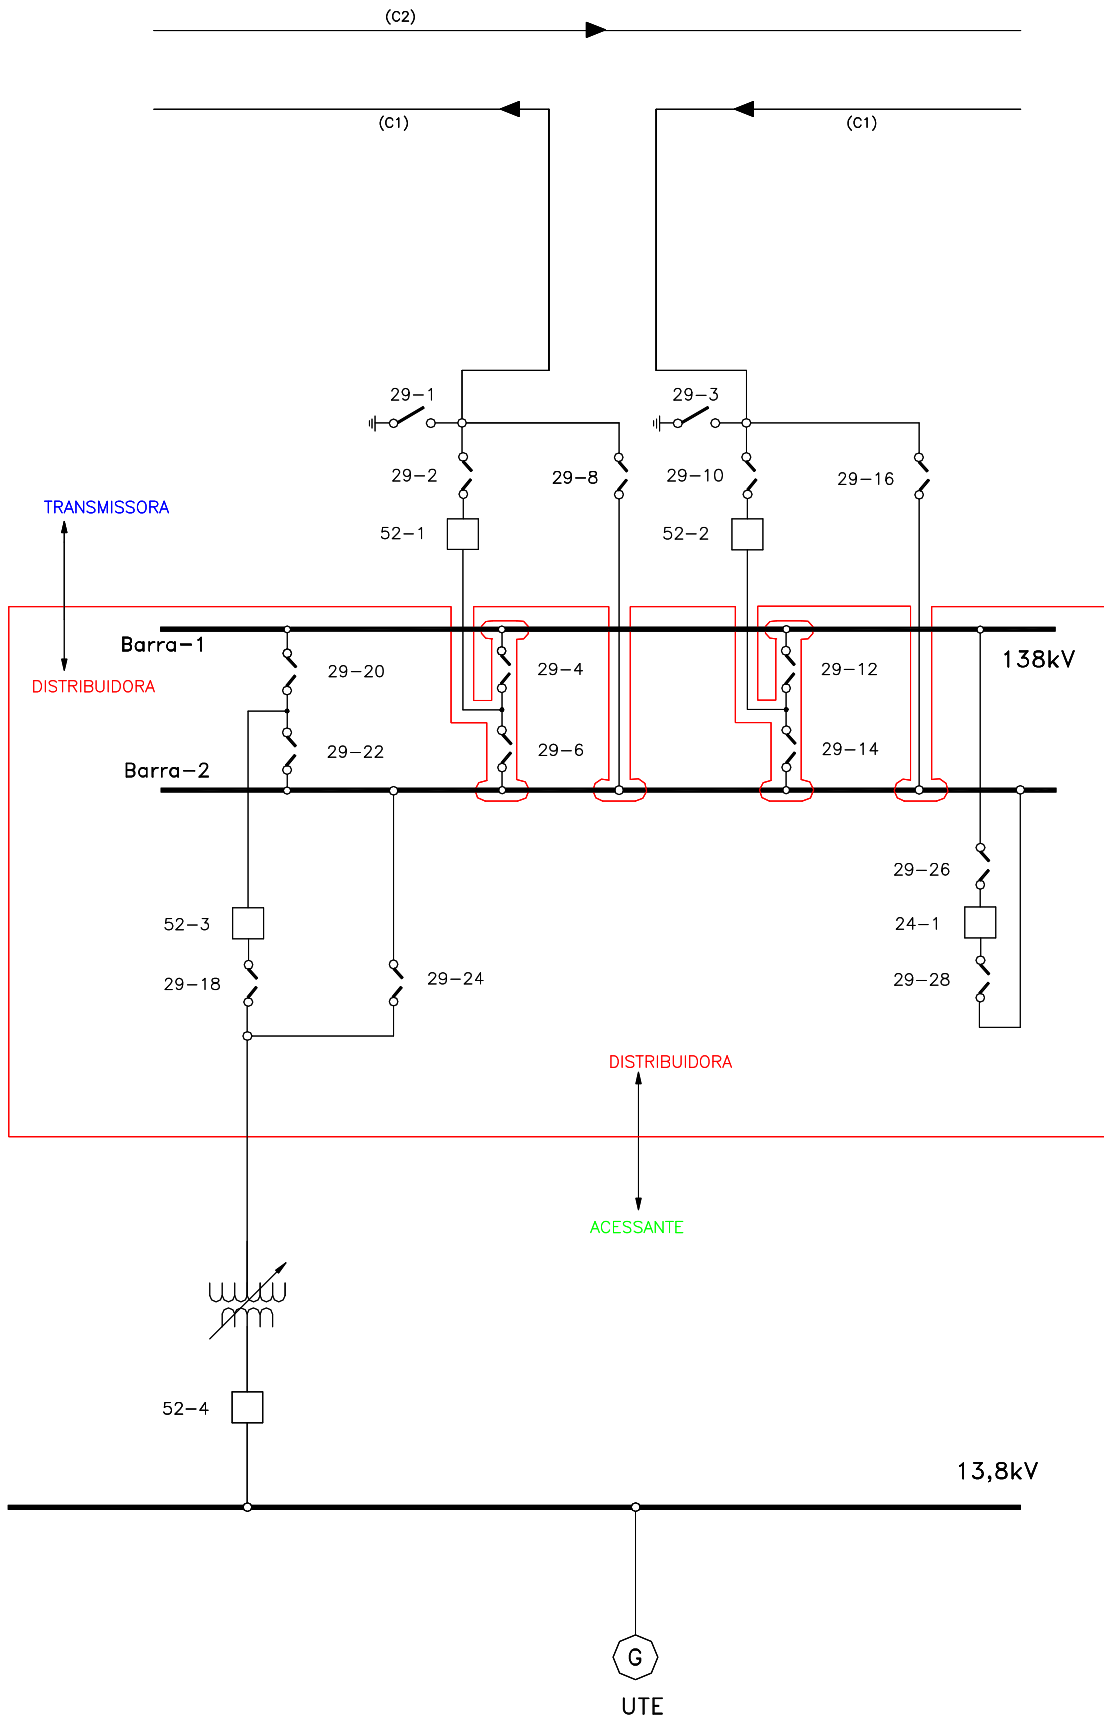 (C2)
(C1)
(C1)
29-1
29-3
29-2
29-8
29-10
29-16
TRANSMISSORA
52-1
52-2
Barra-1
138kV
29-20
29-4
29-12
DISTRIBUIDORA
29-22
29-6
29-14
Barra-2
29-26
52-3
24-1
29-18
29-24
29-28
DISTRIBUIDORA
ACESSANTE
52-4
13,8kV
G
UTE